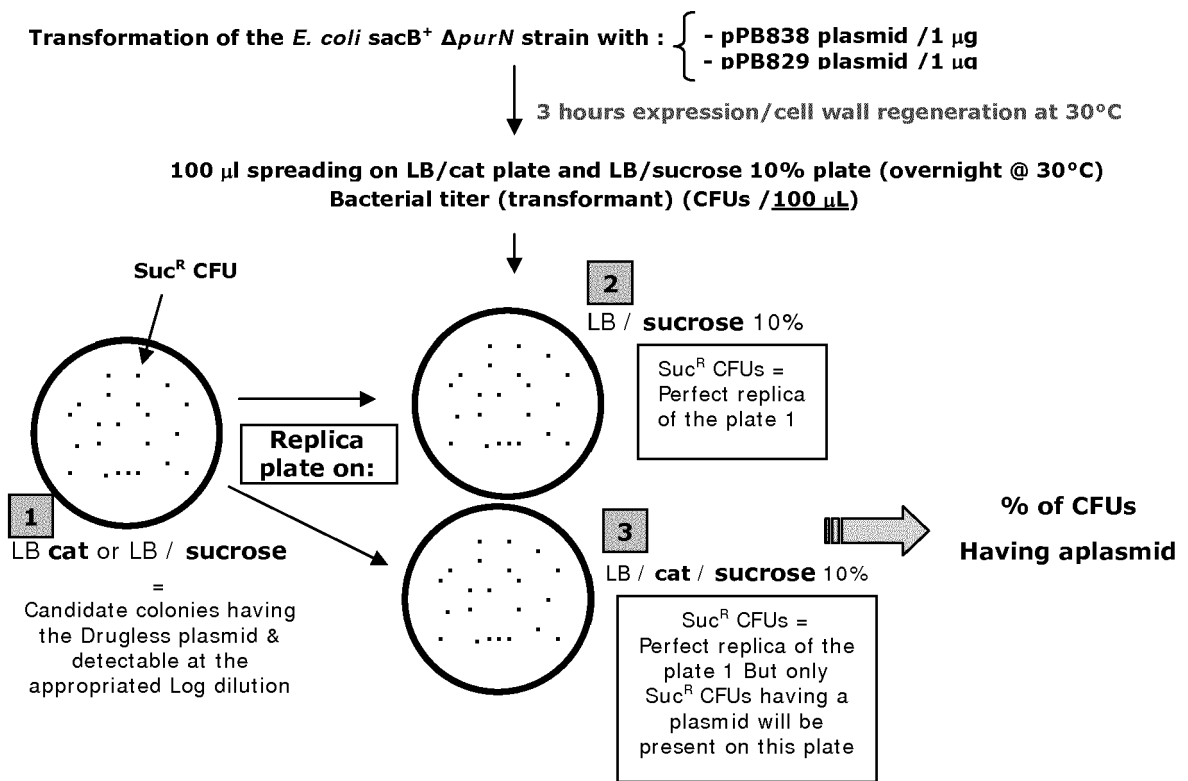 Transformation of the E. coli sacB⁺ ΔpurN strain with :
- pPB838 plasmid /1 µg
- pPB829 plasmid /1 µg
3 hours expression/cell wall regeneration at 30ºC
100 µl spreading on LB/cat plate and LB/sucrose 10% plate (overnight @ 30ºC)
Bacterial titer (transformant) (CFUs /100 µL)
Sucᴿ CFU
2
LB / sucrose 10%
Sucᴿ CFUs =
Perfect replica
of the plate 1
Replica
plate on:
1
LB cat or LB / sucrose
=
Candidate colonies having
the Drugless plasmid &
detectable at the
appropriated Log dilution
3
LB / cat / sucrose 10%
Sucᴿ CFUs =
Perfect replica of the
plate 1 But only
Sucᴿ CFUs having a
plasmid will be
present on this plate
% of CFUs
Having aplasmid